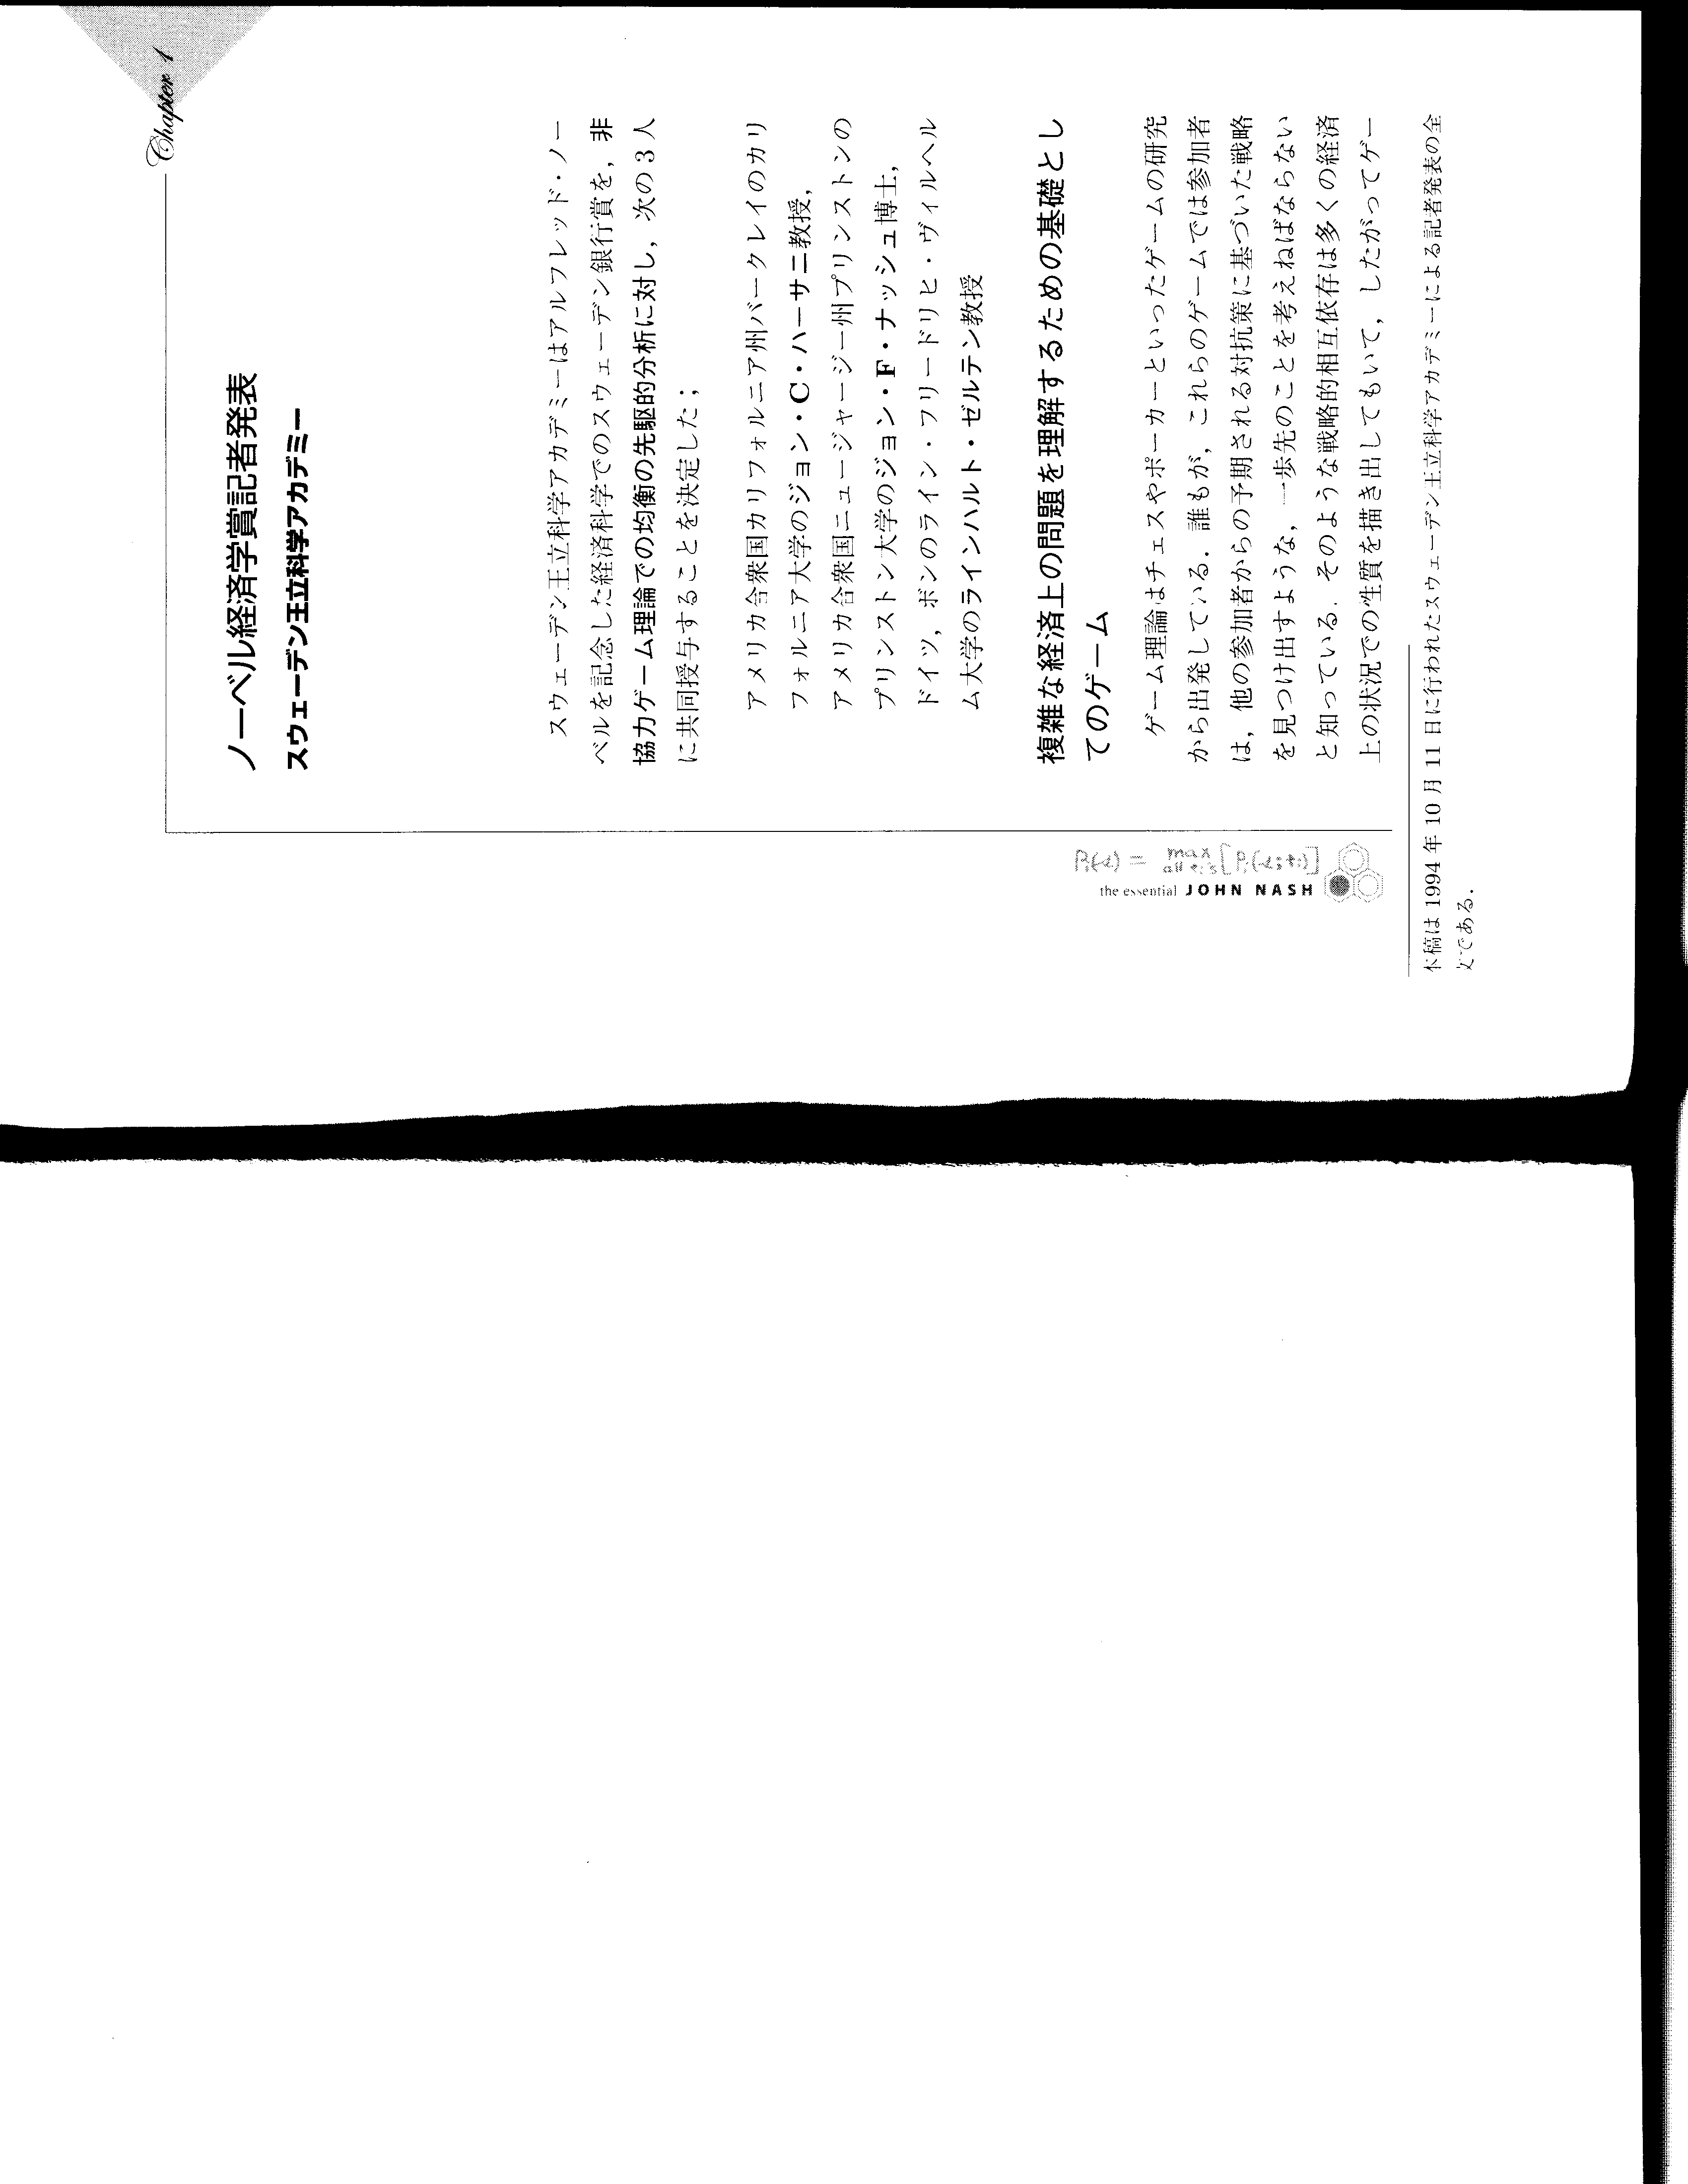 Chapter 1
ノーベル経済学賞記者発表
スウェーデン王立科学アカデミー
スウェーデン王立科学アカデミーはアルフレッド・ノー
ベルを記念した経済科学でのスウェーデン銀行賞を，非
協力ゲーム理論での均衡の先駆的分析に対し，次の3人
に共同授与することを決定した；
アメリカ合衆国カリフォルニア州バークレイのカリ
フォルニア大学のジョン・C・ハーサニ教授，
アメリカ合衆国ニュージャージー州プリンストンの
プリンストン大学のジョン・F・ナッシュ博士，
ドイツ，ボンのライン・フリードリヒ・ヴィルヘル
ム大学のラインハルト・ゼルテン教授
複雑な経済上の問題を理解するための基礎とし
てのゲーム
ゲーム理論はチェスやポーカーといったゲームの研究
から出発している．誰もが，これらのゲームでは参加者
は，他の参加者からの予期される対抗策に基づいた戦略
を見つけ出すような，一歩先のことを考えねばならない
と知っている．そのような戦略的相互依存は多くの経済
上の状況での性質を描き出してもいて，したがってゲー
the essential JOHN NASH
本稿は1994年10月11日に行われたスウェーデン王立科学アカデミーによる記者発表の全
文である．